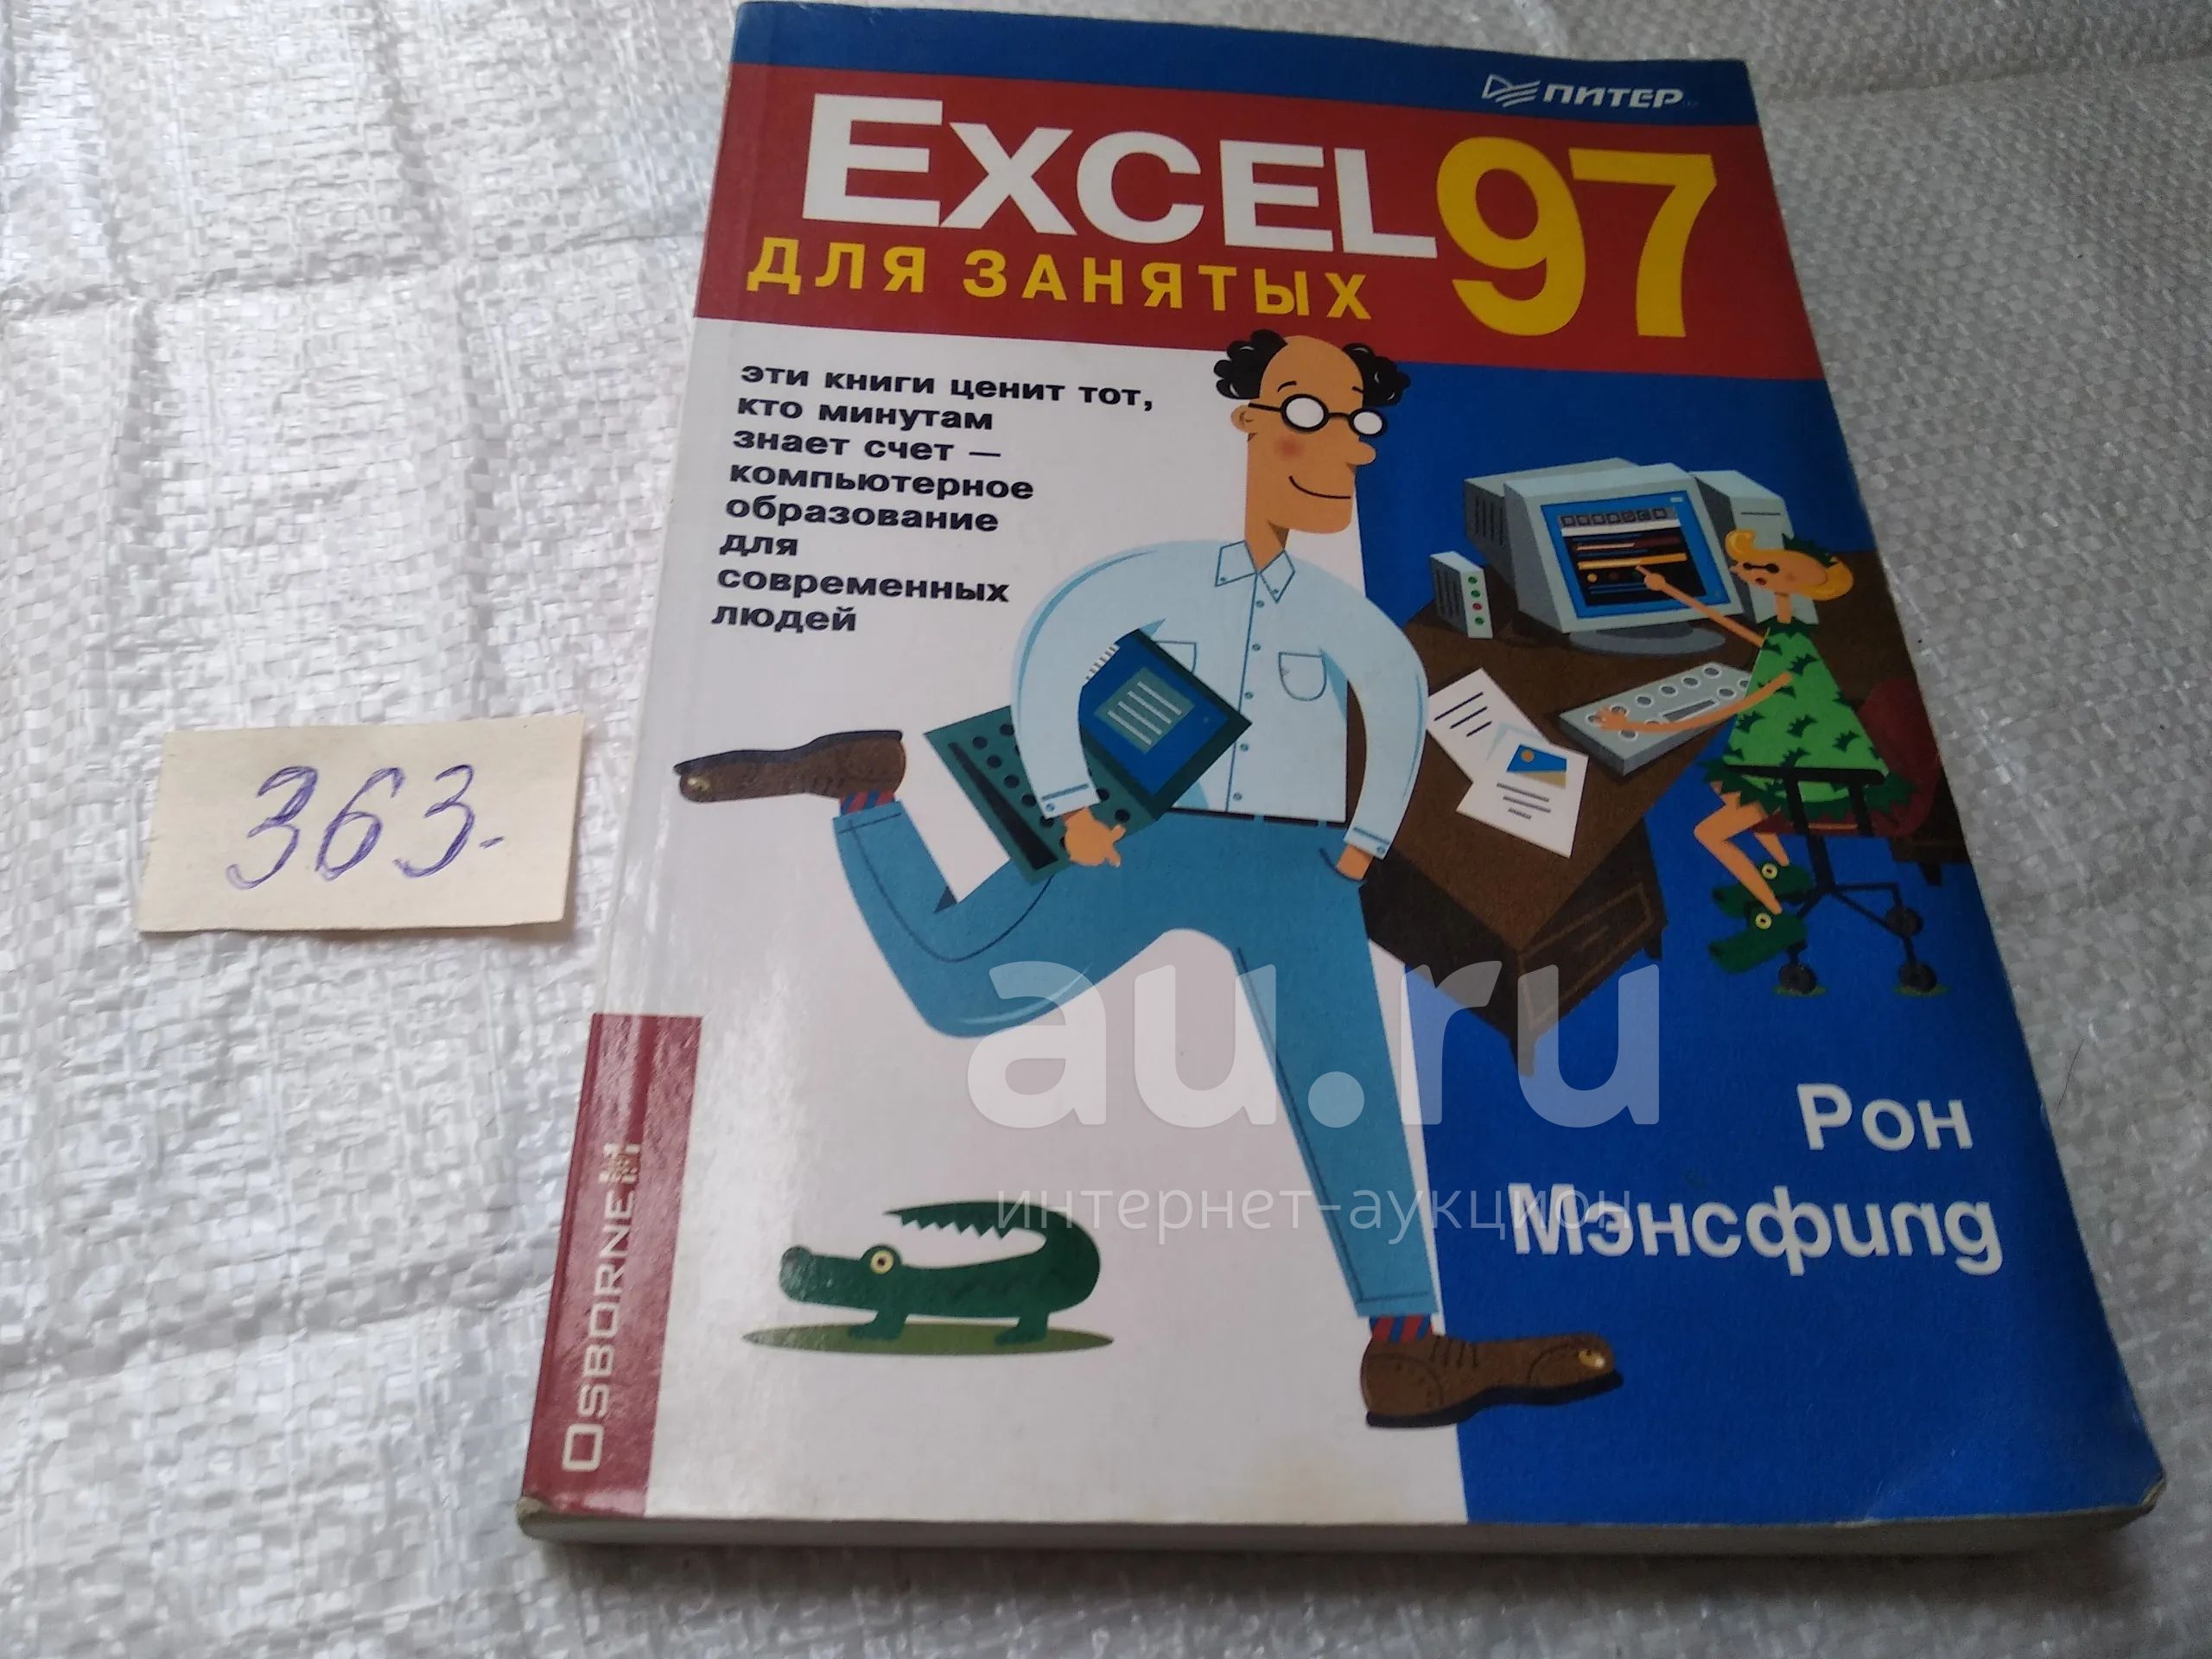 ПИТЕР
EXCEL 97
ДЛЯ ЗАНЯТЫХ
эти книги ценит тот,
кто минутам
знает счет —
компьютерное
образование
для
современных
людей
363.-
au.ru
интернет-аукцион
Рон
Мэнсфилд
OSBORNE